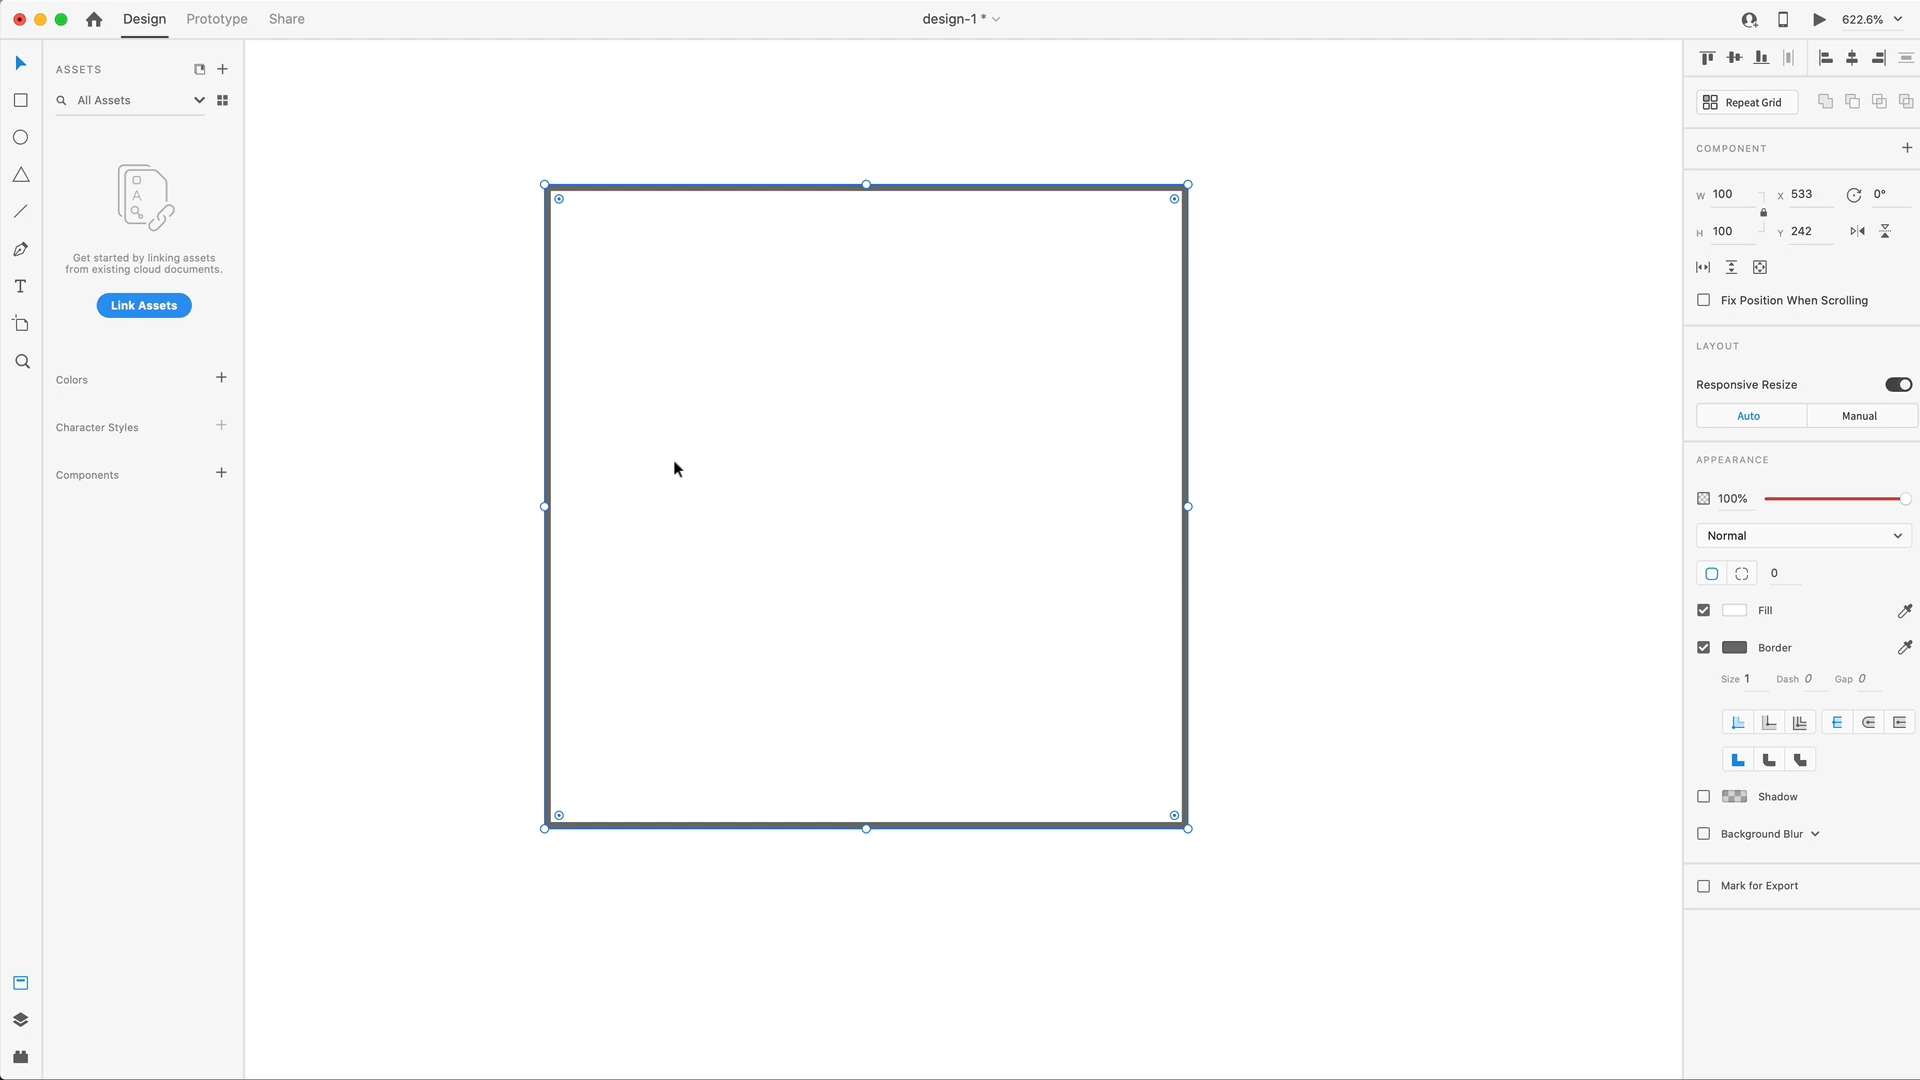 Design Prototype Share design-1 * 622.6%
ASSETS
All Assets
A
Get started by linking assets
from existing cloud documents.
Link Assets
Colors
Character Styles
Components
Repeat Grid
COMPONENT
W 100 X 533 0°
H 100 Y 242
Fix Position When Scrolling
LAYOUT
Responsive Resize
Auto Manual
APPEARANCE
100%
Normal
0
Fill
Border
Size 1 Dash 0 Gap 0
Shadow
Background Blur
Mark for Export